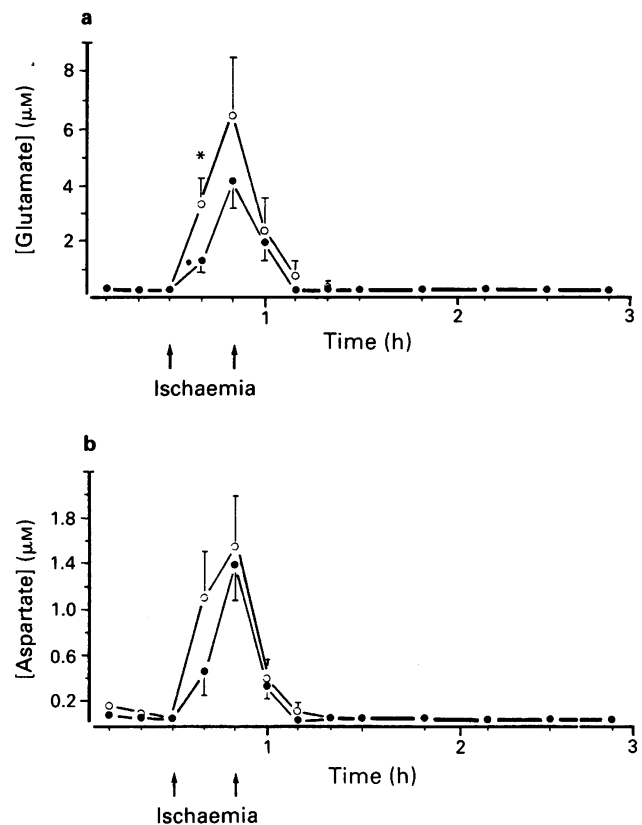 a
[Glutamate] (μM)
8
6
4
2
*
1
2
3
Time (h)
Ischaemia
b
[Aspartate] (μM)
1.8
1.4
1.0
0.6
0.2
1
2
3
Time (h)
Ischaemia